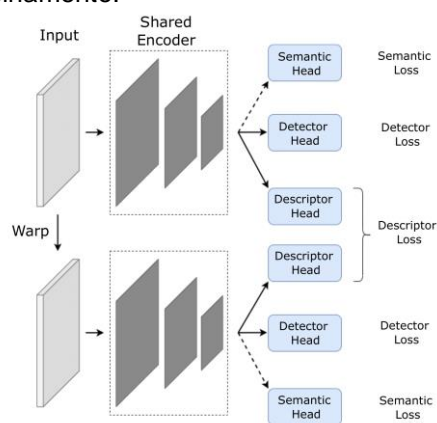 Input
Shared
Encoder
Semantic
Head
Semantic
Loss
Detector
Head
Detector
Loss
Descriptor
Head
Descriptor
Loss
Warp
Descriptor
Head
Detector
Head
Detector
Loss
Semantic
Head
Semantic
Loss